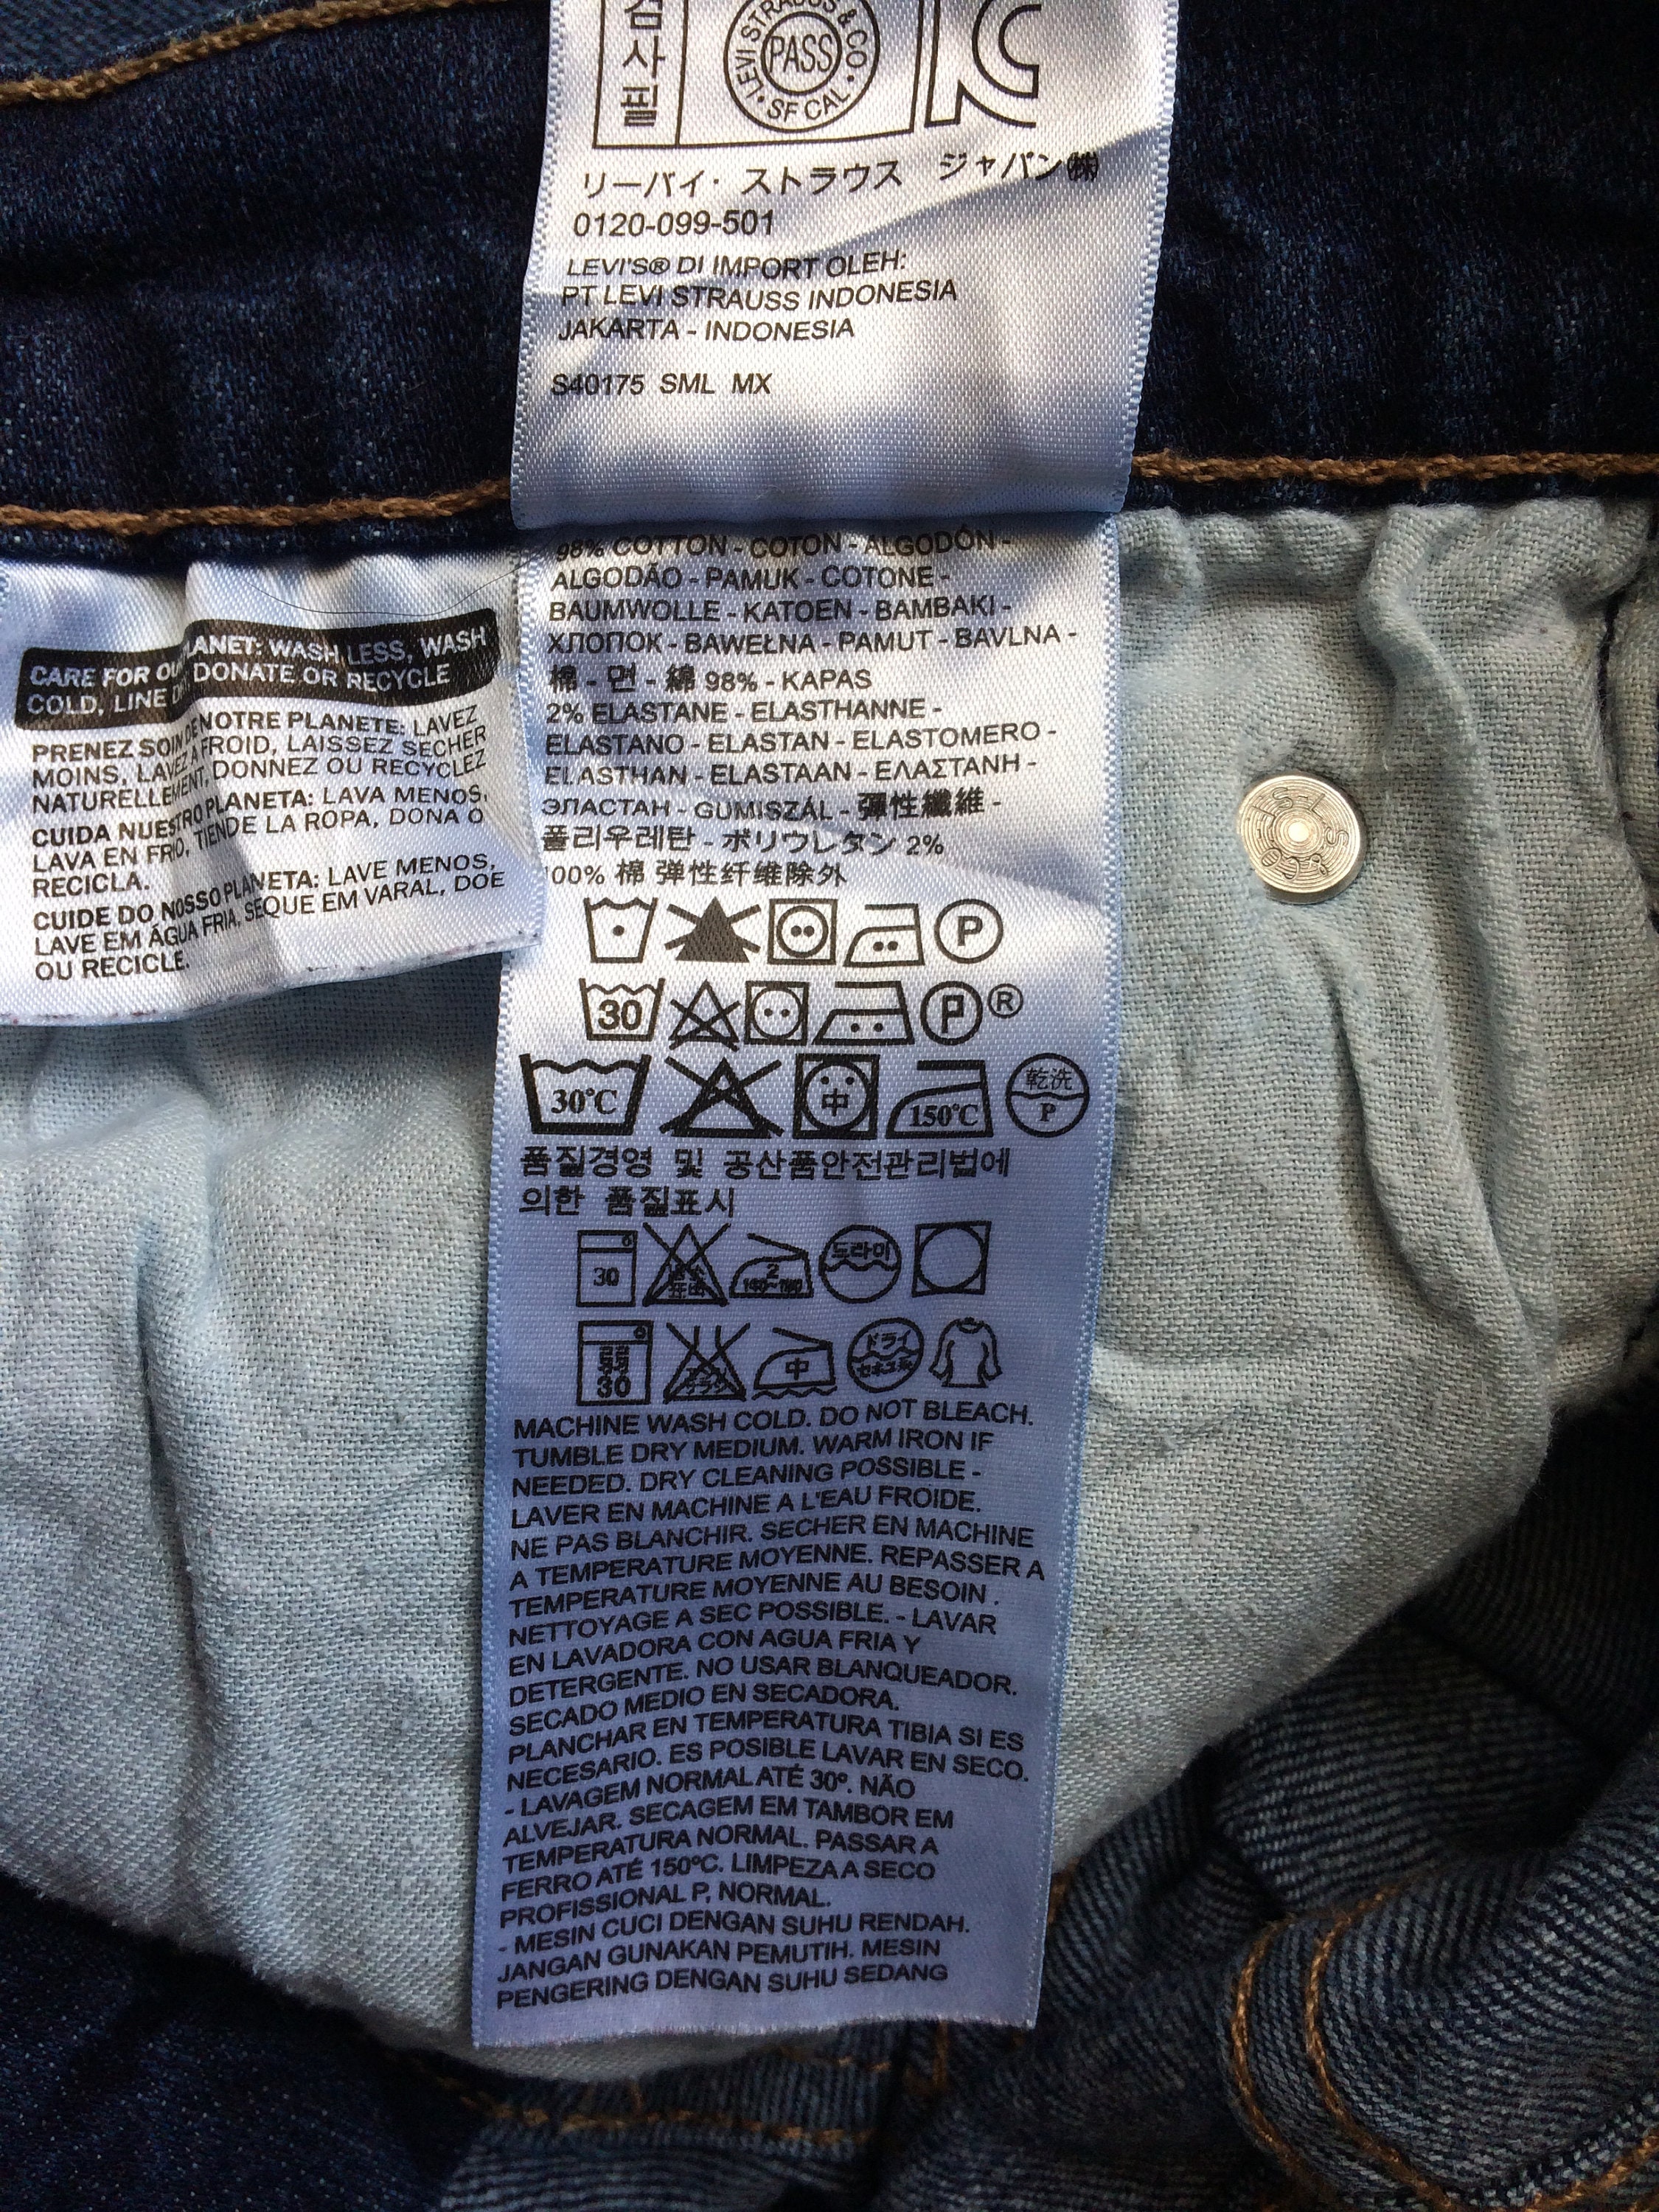 검사필
LEVI STRAUSS & CO
PASS
SF CAL
リーバイ・ストラウス ジャパン㈱
0120-099-501
LEVI'S® DI IMPORT OLEH:
PT LEVI STRAUSS INDONESIA
JAKARTA - INDONESIA
S40175 SML MX
CARE FOR OUR PLANET: WASH LESS, WASH
COLD, LINE DRY, DONATE OR RECYCLE
PRENEZ SOIN DE NOTRE PLANETE: LAVEZ
MOINS, LAVEZ A FROID, LAISSEZ SECHER
NATURELLEMENT, DONNEZ OU RECYCLEZ
CUIDA NUESTRO PLANETA: LAVA MENOS,
LAVA EN FRIO, TIENDE LA ROPA, DONA O
RECICLA.
CUIDE DO NOSSO PLANETA: LAVE MENOS,
LAVE EM ÁGUA FRIA, SEQUE EM VARAL, DOE
OU RECICLE.
98% COTTON - COTON - ALGODÓN -
ALGODÃO - PAMUK - COTONE -
BAUMWOLLE - KATOEN - BAMBAKI -
ХЛОПОК - BAWEŁNA - PAMUT - BAVLNA -
棉 - 면 - 綿 98% - KAPAS
2% ELASTANE - ELASTHANNE -
ELASTANO - ELASTAN - ELASTOMERO -
ELASTHAN - ELASTAAN - ΕΛΑΣΤΑΝΗ -
ЭЛАСТАН - GUMISZÁL - 彈性纖維 -
폴리우레탄 - ポリウレタン 2%
100% 棉 弹性纤维除外
P
30 P ®
30℃ 中 150℃ 乾洗 P
품질경영 및 공산품안전관리법에
의한 품질표시
30 2 드라이
30 中 ドライ
MACHINE WASH COLD. DO NOT BLEACH.
TUMBLE DRY MEDIUM. WARM IRON IF
NEEDED. DRY CLEANING POSSIBLE -
LAVER EN MACHINE A L'EAU FROIDE.
NE PAS BLANCHIR. SECHER EN MACHINE
A TEMPERATURE MOYENNE. REPASSER A
TEMPERATURE MOYENNE AU BESOIN .
NETTOYAGE A SEC POSSIBLE. - LAVAR
EN LAVADORA CON AGUA FRIA Y
DETERGENTE. NO USAR BLANQUEADOR.
SECADO MEDIO EN SECADORA.
PLANCHAR EN TEMPERATURA TIBIA SI ES
NECESARIO. ES POSIBLE LAVAR EN SECO.
- LAVAGEM NORMAL ATÉ 30º. NÃO
ALVEJAR. SECAGEM EM TAMBOR EM
TEMPERATURA NORMAL. PASSAR A
FERRO ATÉ 150ºC. LIMPEZA A SECO
PROFISSIONAL P, NORMAL.
- MESIN CUCI DENGAN SUHU RENDAH.
JANGAN GUNAKAN PEMUTIH. MESIN
PENGERING DENGAN SUHU SEDANG